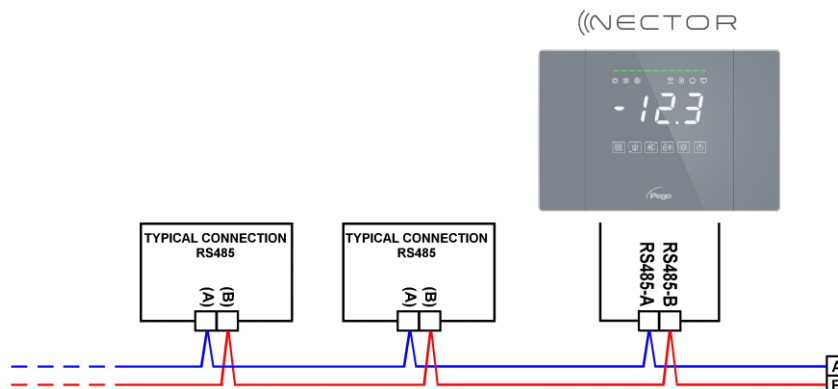 NECTOR
-12.3
Pego
TYPICAL CONNECTION
RS485
(A)
(B)
TYPICAL CONNECTION
RS485
(A)
(B)
RS485-A
RS485-B
A